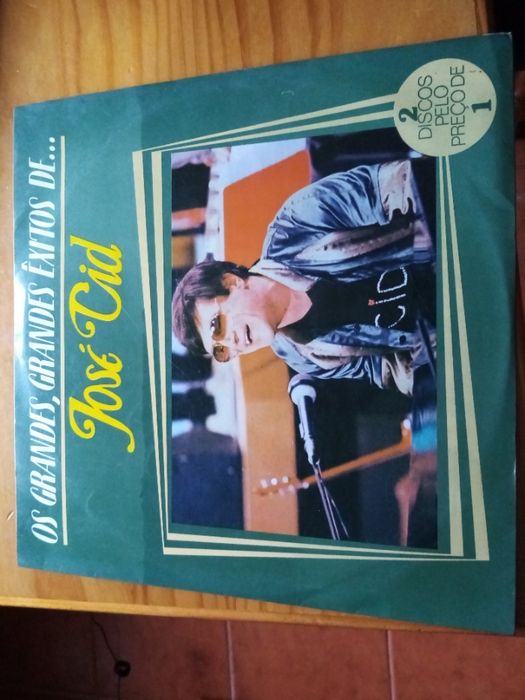 OS GRANDES, GRANDES ÊXITOS DE...
José Cid
2
DISCOS
PELO
PREÇO DE
1
CID